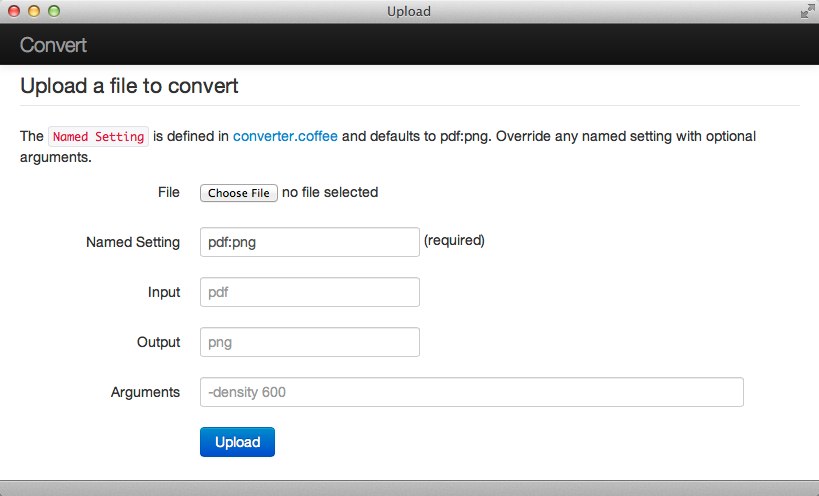 Upload
Convert
Upload a file to convert
The Named Setting is defined in converter.coffee and defaults to pdf:png. Override any named setting with optional
arguments.
File Choose File no file selected
Named Setting pdf:png (required)
Input pdf
Output png
Arguments -density 600
Upload